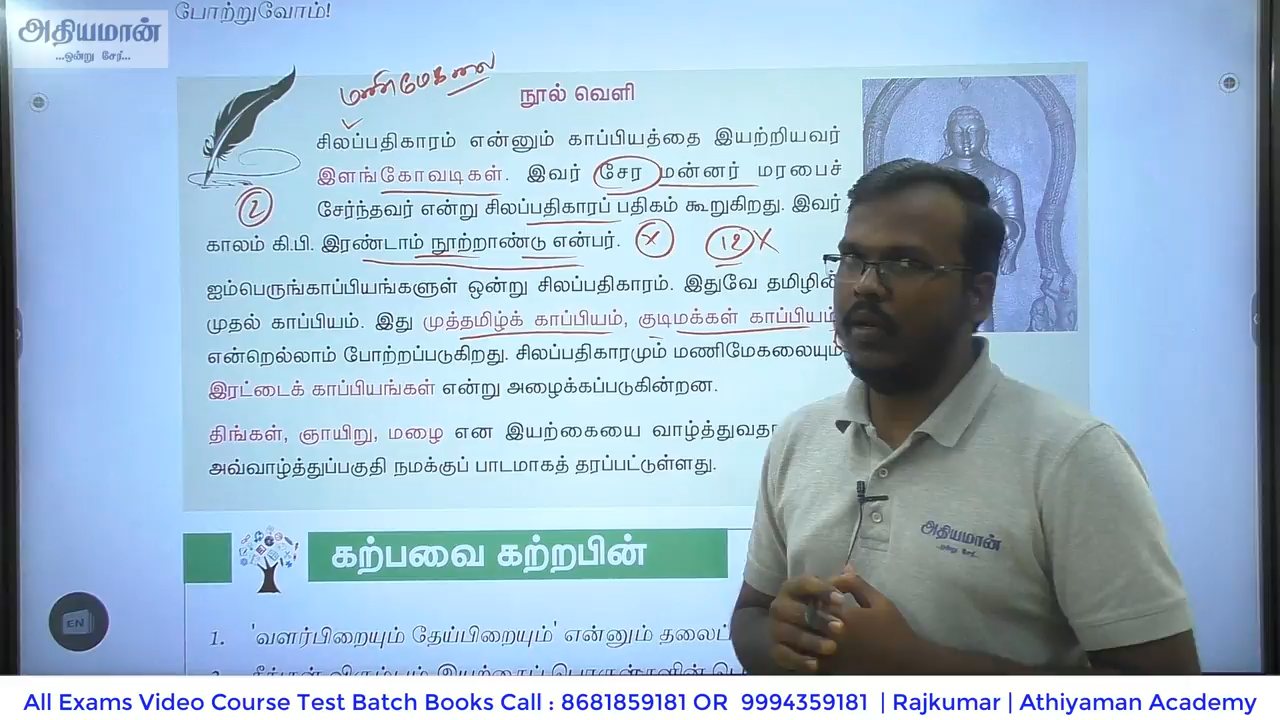 போற்றுவோம்!
அதியமான்
...ஒன்று சேர்...
மணிமேகலை
நூல் வெளி
சிலப்பதிகாரம் என்னும் காப்பியத்தை இயற்றியவர்
இளங்கோவடிகள். இவர் சேர மன்னர் மரபைச்
2 சேர்ந்தவர் என்று சிலப்பதிகாரப் பதிகம் கூறுகிறது. இவர்
காலம் கி.பி. இரண்டாம் நூற்றாண்டு என்பர். x 12 x
ஐம்பெருங்காப்பியங்களுள் ஒன்று சிலப்பதிகாரம். இதுவே தமிழின்
முதல் காப்பியம். இது முத்தமிழ்க் காப்பியம், குடிமக்கள் காப்பியம்
என்றெல்லாம் போற்றப்படுகிறது. சிலப்பதிகாரமும் மணிமேகலையும்
இரட்டைக் காப்பியங்கள் என்று அழைக்கப்படுகின்றன.
திங்கள், ஞாயிறு, மழை என இயற்கையை
அவ்வாழ்த்துப்பகுதி நமக்குப் பாடமாகத் தரப்பட்டுள்ளது.
கற்பவை கற்றபின்
EN
1. 'வளர்பிறையும் தேய்பிறையும்' என்னும்
அதியமான்
...ஒன்று சேர்...
All Exams Video Course Test Batch Books Call : 8681859181 OR 9994359181 | Rajkumar | Athiyaman Academy